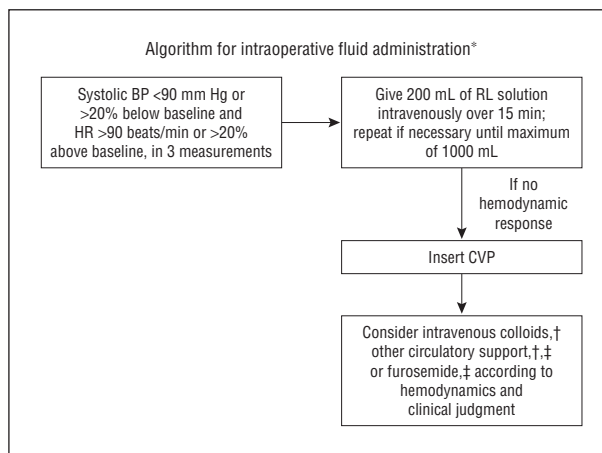 Algorithm for intraoperative fluid administration*
Systolic BP <90 mm Hg or
>20% below baseline and
HR >90 beats/min or >20%
above baseline, in 3 measurements
Give 200 mL of RL solution
intravenously over 15 min;
repeat if necessary until maximum
of 1000 mL
If no
hemodynamic
response
Insert CVP
Consider intravenous colloids,†
other circulatory support,†,‡
or furosemide,‡ according to
hemodynamics and
clinical judgment